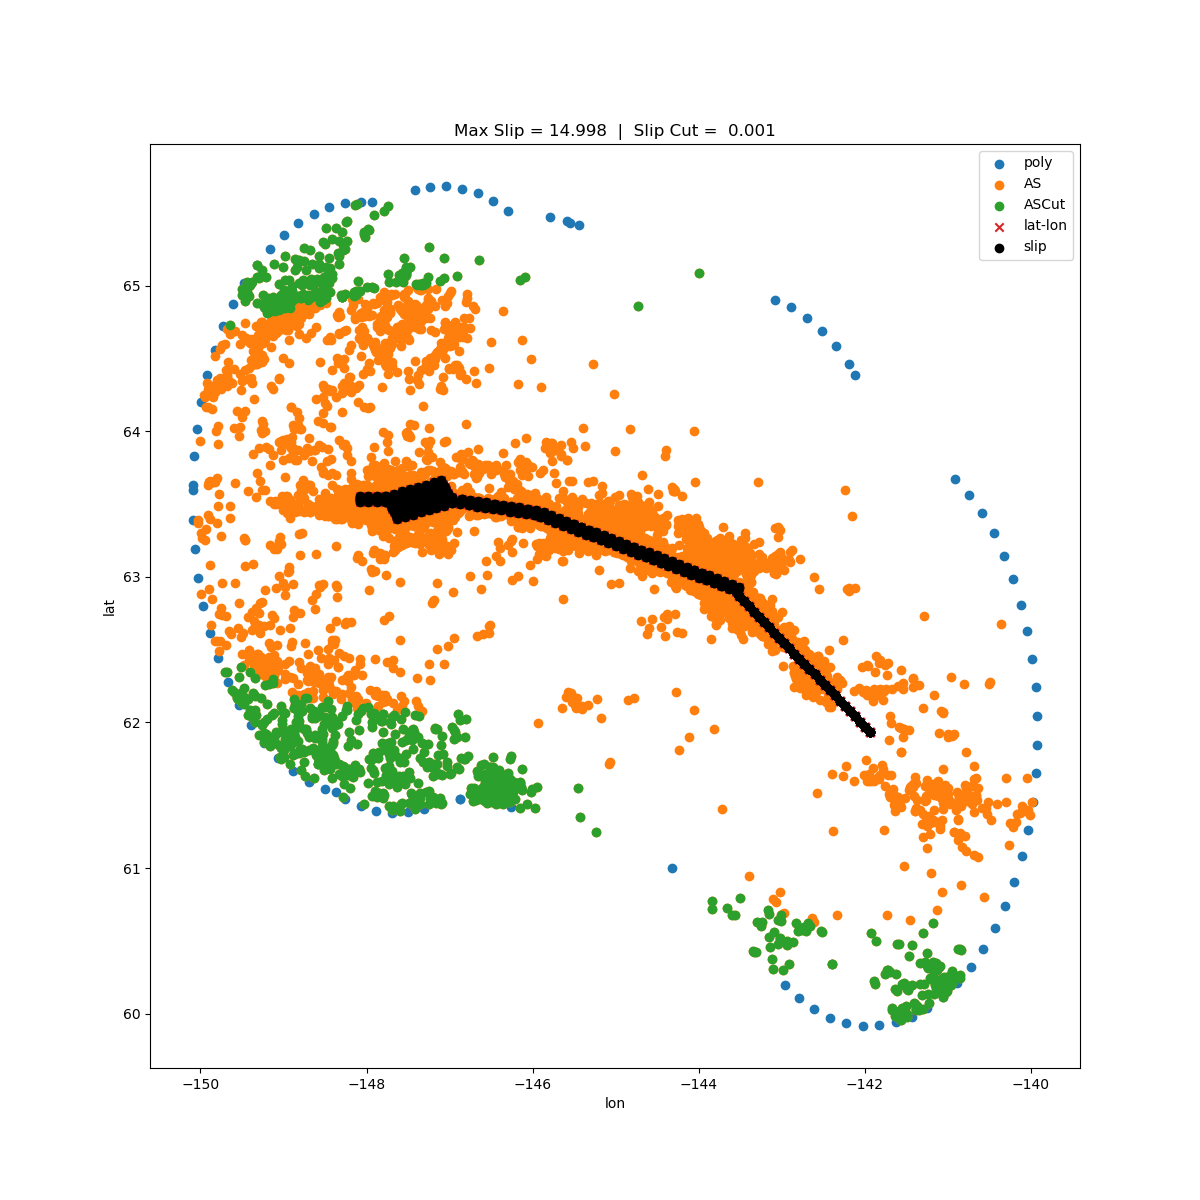 Max Slip = 14.998  |  Slip Cut =  0.001
poly
AS
ASCut
lat-lon
slip
65
64
63
62
61
60
lat
−150
−148
−146
−144
−142
−140
lon